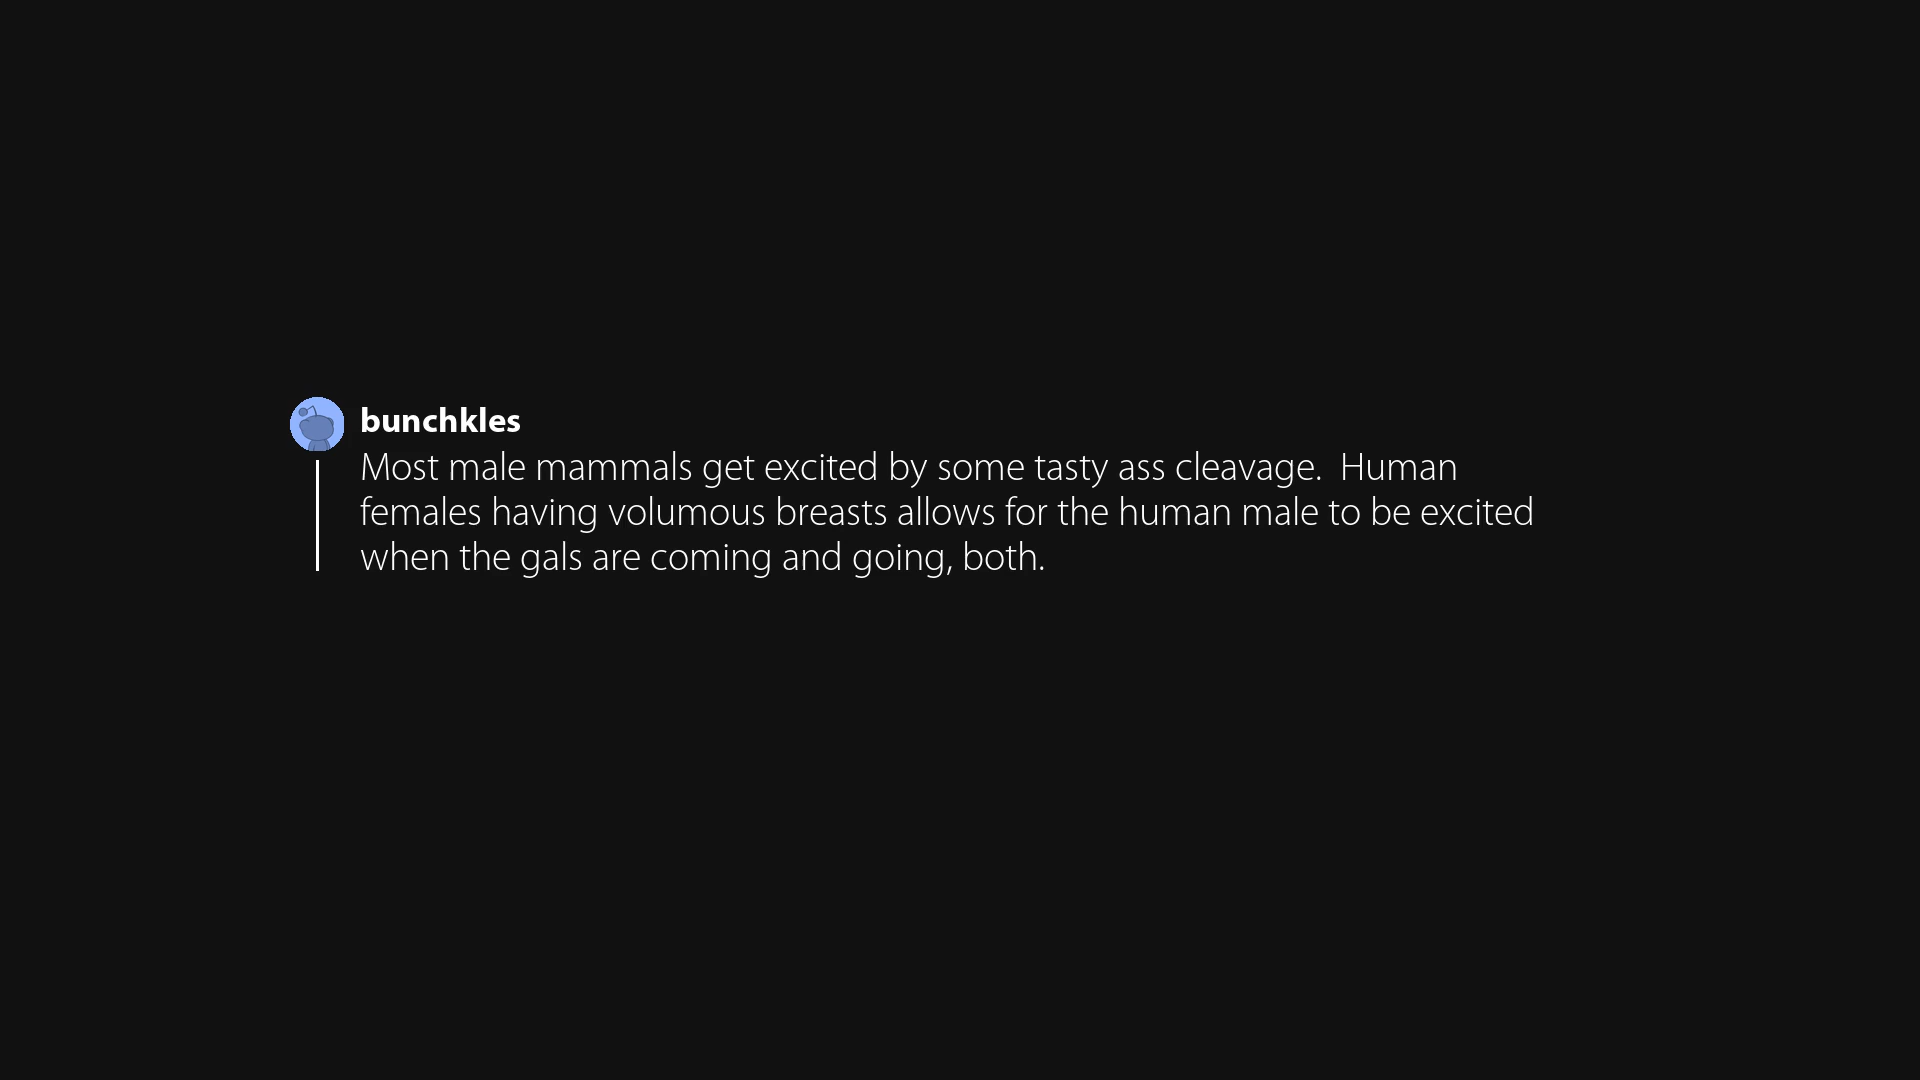 bunchkles
Most male mammals get excited by some tasty ass cleavage.  Human
females having volumous breasts allows for the human male to be excited
when the gals are coming and going, both.